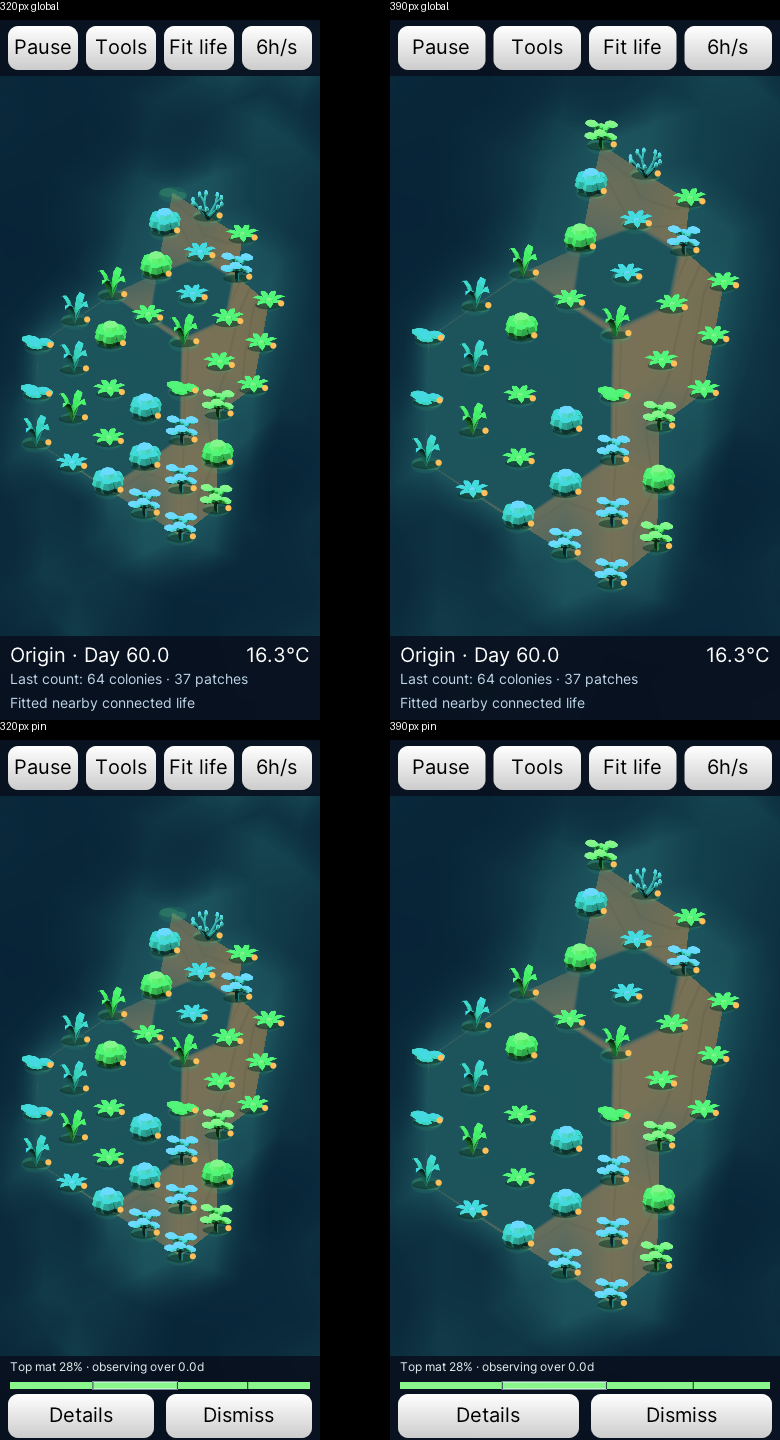 320px global
390px global
Pause Tools Fit life 6h/s
Pause Tools Fit life 6h/s
Origin · Day 60.0 16.3°C
Last count: 64 colonies · 37 patches
Fitted nearby connected life
Origin · Day 60.0 16.3°C
Last count: 64 colonies · 37 patches
Fitted nearby connected life
320px pin
390px pin
Pause Tools Fit life 6h/s
Pause Tools Fit life 6h/s
Top mat 28% · observing over 0.0d
Details Dismiss
Top mat 28% · observing over 0.0d
Details Dismiss